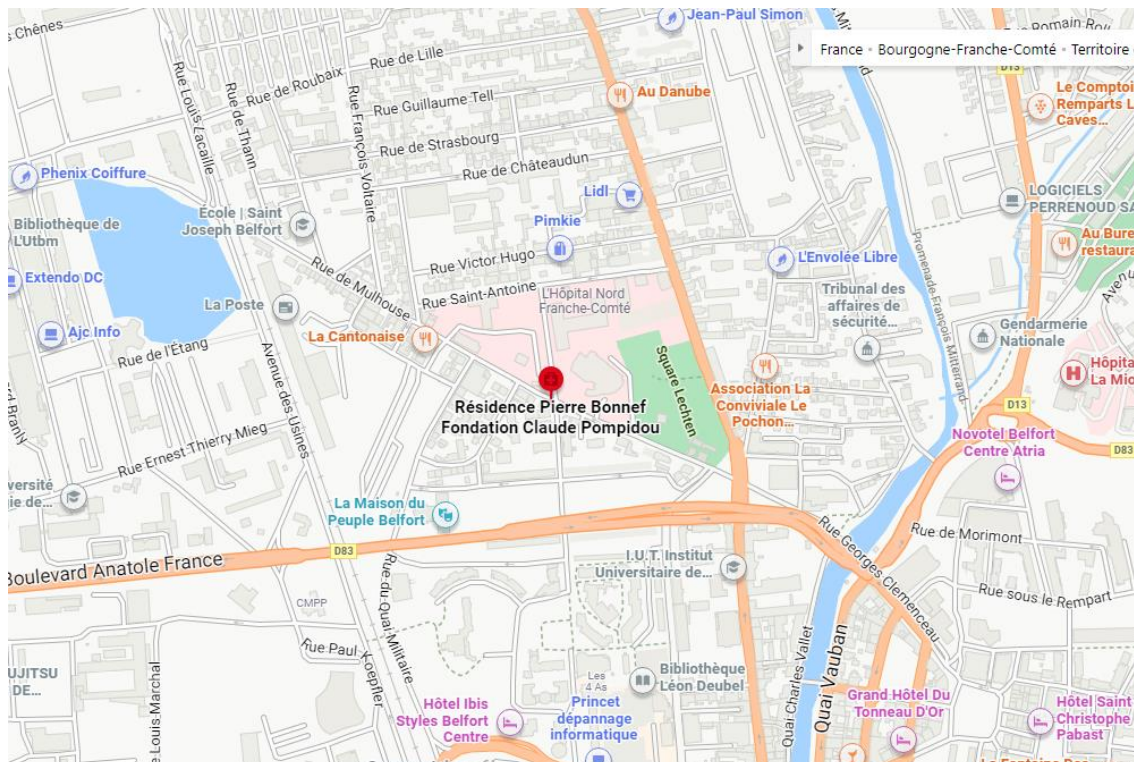 Jean-Paul Simon
s Chênes
Rue de Lille
France • Bourgogne-Franche-Comté • Territoire
Rue de Roubaix
Rue Louis Lacaille
Rue de Thann
Rue François Voltaire
Rue Guillaume Tell
Au Danube
D13
Le Comptoi
Remparts L
Caves...
Rue de Strasbourg
Rue de Châteaudun
Phenix Coiffure
Lidl
LOGICIELS
PERRENOUD SA
École | Saint
Joseph Belfort
Pimkie
Bibliothèque de
L'Utbm
Au Bure
restaura
Rue Victor Hugo
L'Envolée Libre
Extendo DC
Rue de Mulhouse
Rue Saint-Antoine
L'Hôpital Nord
Franche-Comté
Tribunal des
affaires de
sécurité...
Promenade François Mitterrand
Avenu
La Poste
Ajc Info
La Cantonaise
Gendarmerie
Nationale
Rue de l'Étang
Avenue des Usines
Square Lechten
Hôpita
La Mio
Association La
Conviviale Le
Pochon...
Résidence Pierre Bonnef
Fondation Claude Pompidou
D13
Novotel Belfort
Centre Atria
D83
ard Branly
Rue Ernest Thierry Mieg
versité
ie de...
La Maison du
Peuple Belfort
Rue Georges Clemenceau
Rue de Morimont
D83
Boulevard Anatole France
I.U.T. Institut
Universitaire de...
Rue sous le Rempart
CMPP
Rue du Quai Militaire
Rue Paul Koepfler
UJITSU
DE...
Rue Louis Marchal
Bibliothèque
Léon Deubel
Les
4 As
Quai Charles Vallet
Quai Vauban
Hôtel Ibis
Styles Belfort
Centre
Princet
dépannage
informatique
Grand Hôtel Du
Tonneau D'Or
Hôtel Saint
Christophe
Pabast